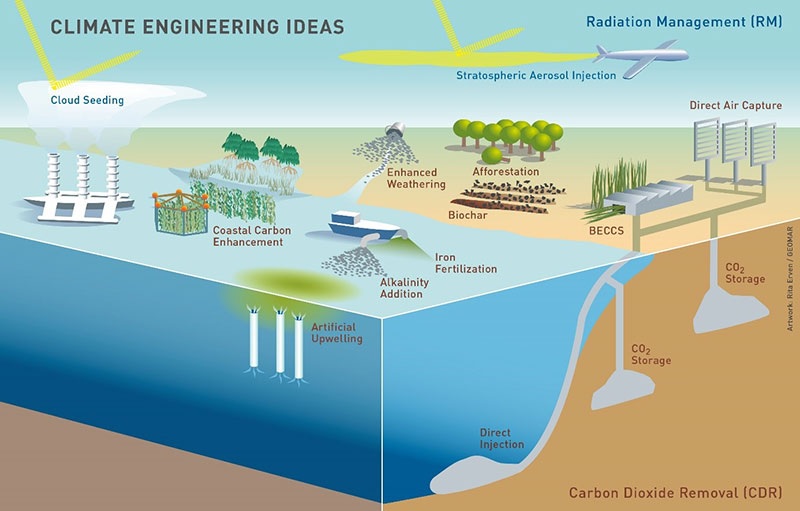 CLIMATE ENGINEERING IDEAS
Radiation Management (RM)
Stratospheric Aerosol Injection
Cloud Seeding
Direct Air Capture
Enhanced
Weathering
Afforestation
Biochar
BECCS
Coastal Carbon
Enhancement
Iron
Fertilization
Alkalinity
Addition
CO₂
Storage
Artificial
Upwelling
CO₂
Storage
Direct
Injection
Carbon Dioxide Removal (CDR)
Artwork: Rita Erven / GEOMAR